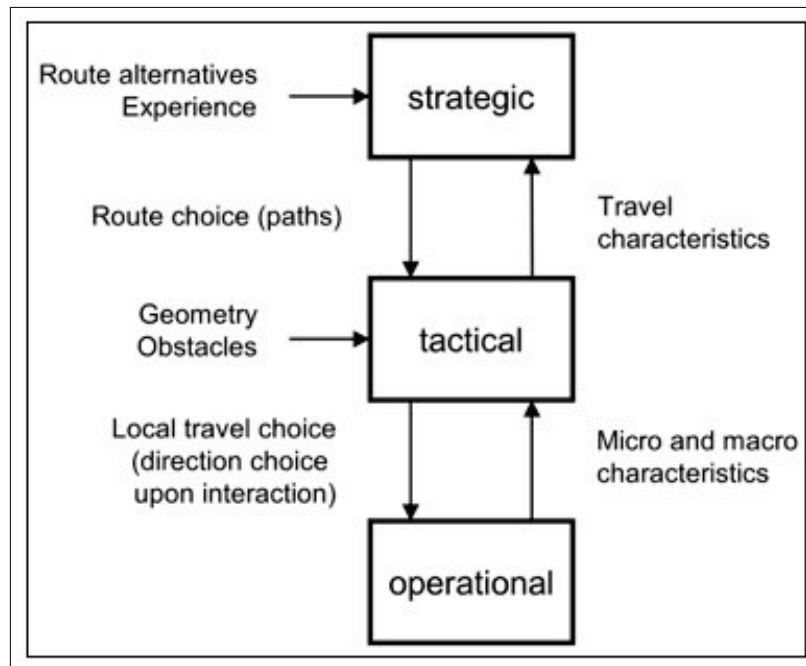 Route alternatives
Experience
strategic
Route choice (paths)
Travel
characteristics
Geometry
Obstacles
tactical
Local travel choice
(direction choice
upon interaction)
Micro and macro
characteristics
operational